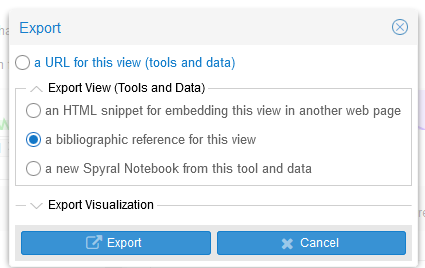 Export
a URL for this view (tools and data)
Export View (Tools and Data)
an HTML snippet for embedding this view in another web page
a bibliographic reference for this view
a new Spyral Notebook from this tool and data
Export Visualization
Export
Cancel